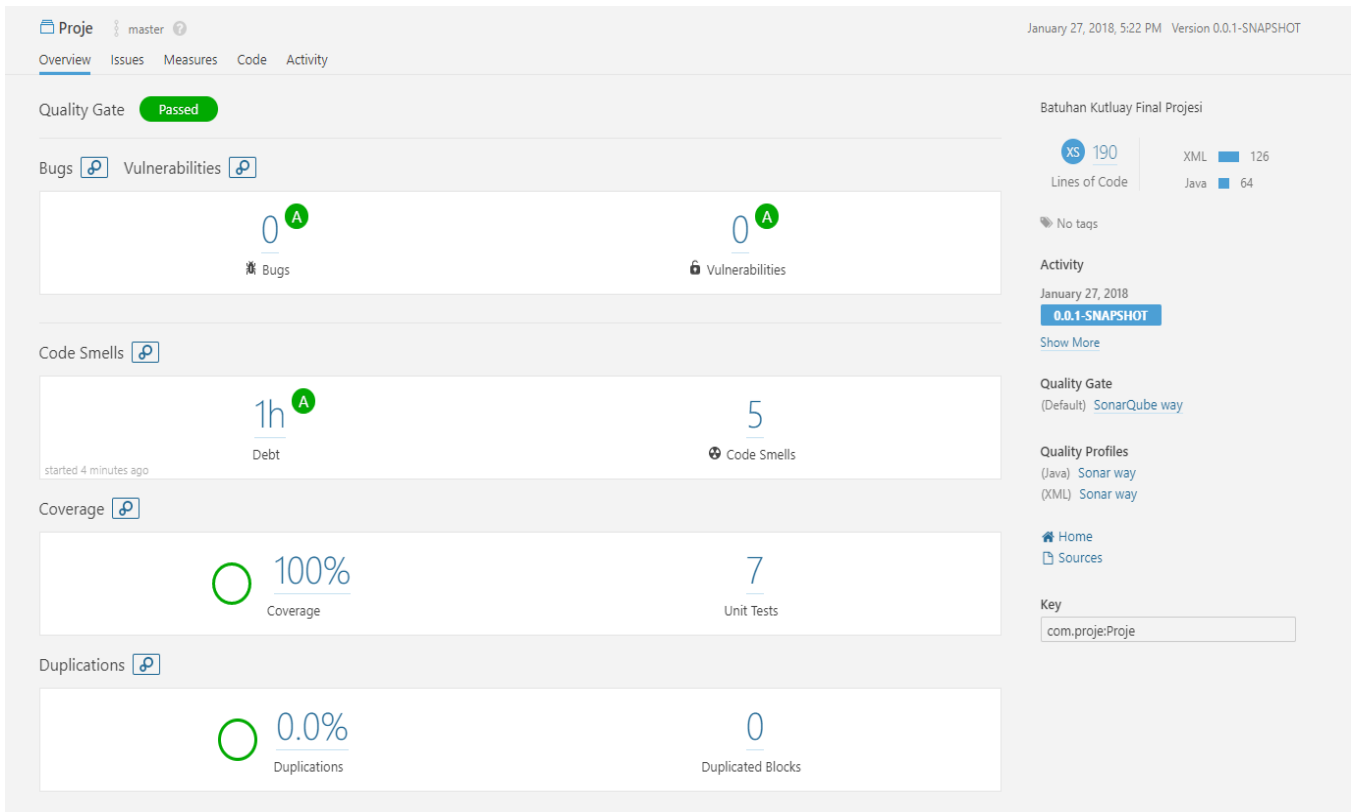 Proje master
January 27, 2018, 5:22 PM Version 0.0.1-SNAPSHOT
Overview Issues Measures Code Activity
Quality Gate Passed
Bugs Vulnerabilities
0 A
Bugs
0 A
Vulnerabilities
Code Smells
1h A
Debt
started 4 minutes ago
5
Code Smells
Coverage
100%
Coverage
7
Unit Tests
Duplications
0.0%
Duplications
0
Duplicated Blocks
Batuhan Kutluay Final Projesi
XS 190
Lines of Code
XML 126
Java 64
No tags
Activity
January 27, 2018
0.0.1-SNAPSHOT
Show More
Quality Gate
(Default) SonarQube way
Quality Profiles
(Java) Sonar way
(XML) Sonar way
Home
Sources
Key
com.proje:Proje